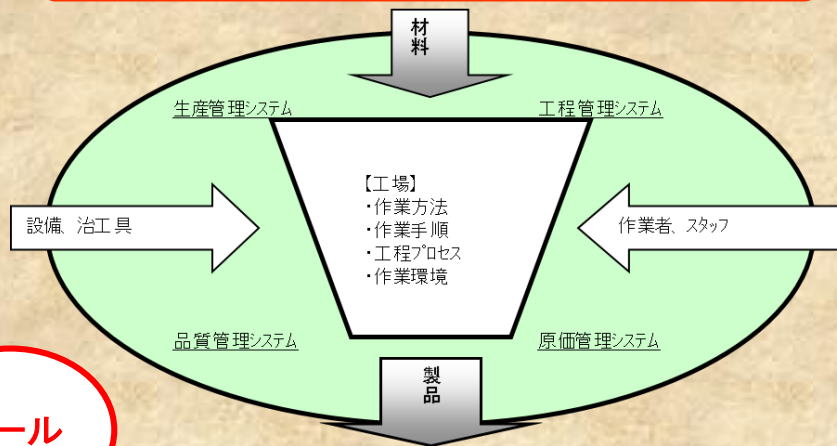 材
料
生産管理システム
工程管理システム
【工場】
・作業方法
・作業手順
・工程プロセス
・作業環境
設備、治工具
作業者、スタッフ
品質管理システム
原価管理システム
製
品
ール